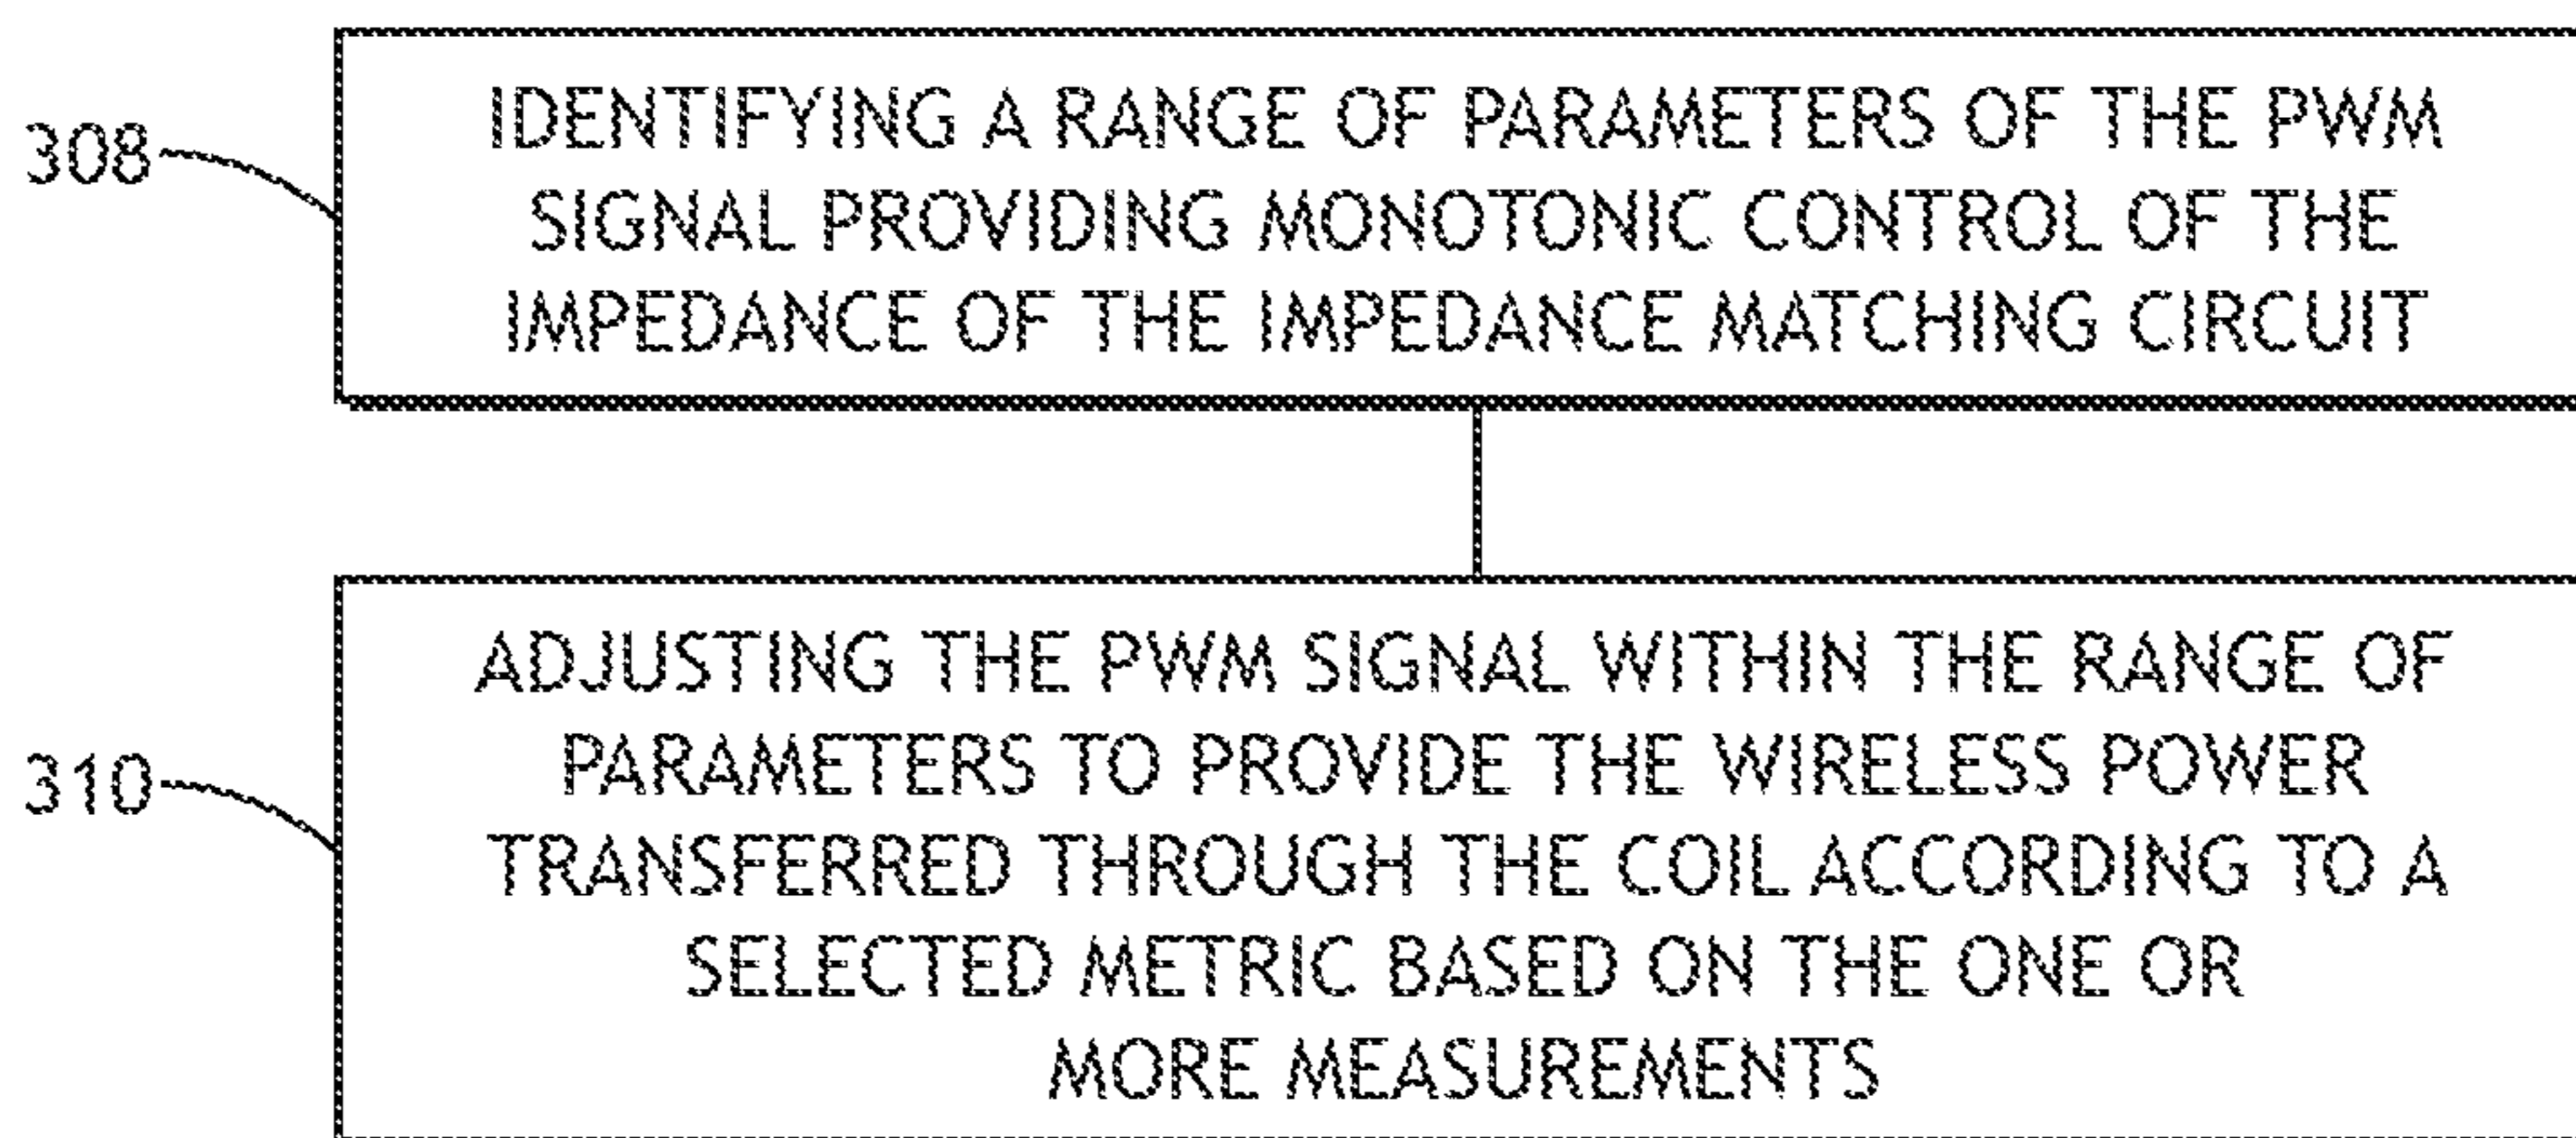 308
IDENTIFYING A RANGE OF PARAMETERS OF THE PWM
SIGNAL PROVIDING MONOTONIC CONTROL OF THE
IMPEDANCE OF THE IMPEDANCE MATCHING CIRCUIT
310
ADJUSTING THE PWM SIGNAL WITHIN THE RANGE OF
PARAMETERS TO PROVIDE THE WIRELESS POWER
TRANSFERRED THROUGH THE COIL ACCORDING TO A
SELECTED METRIC BASED ON THE ONE OR
MORE MEASUREMENTS